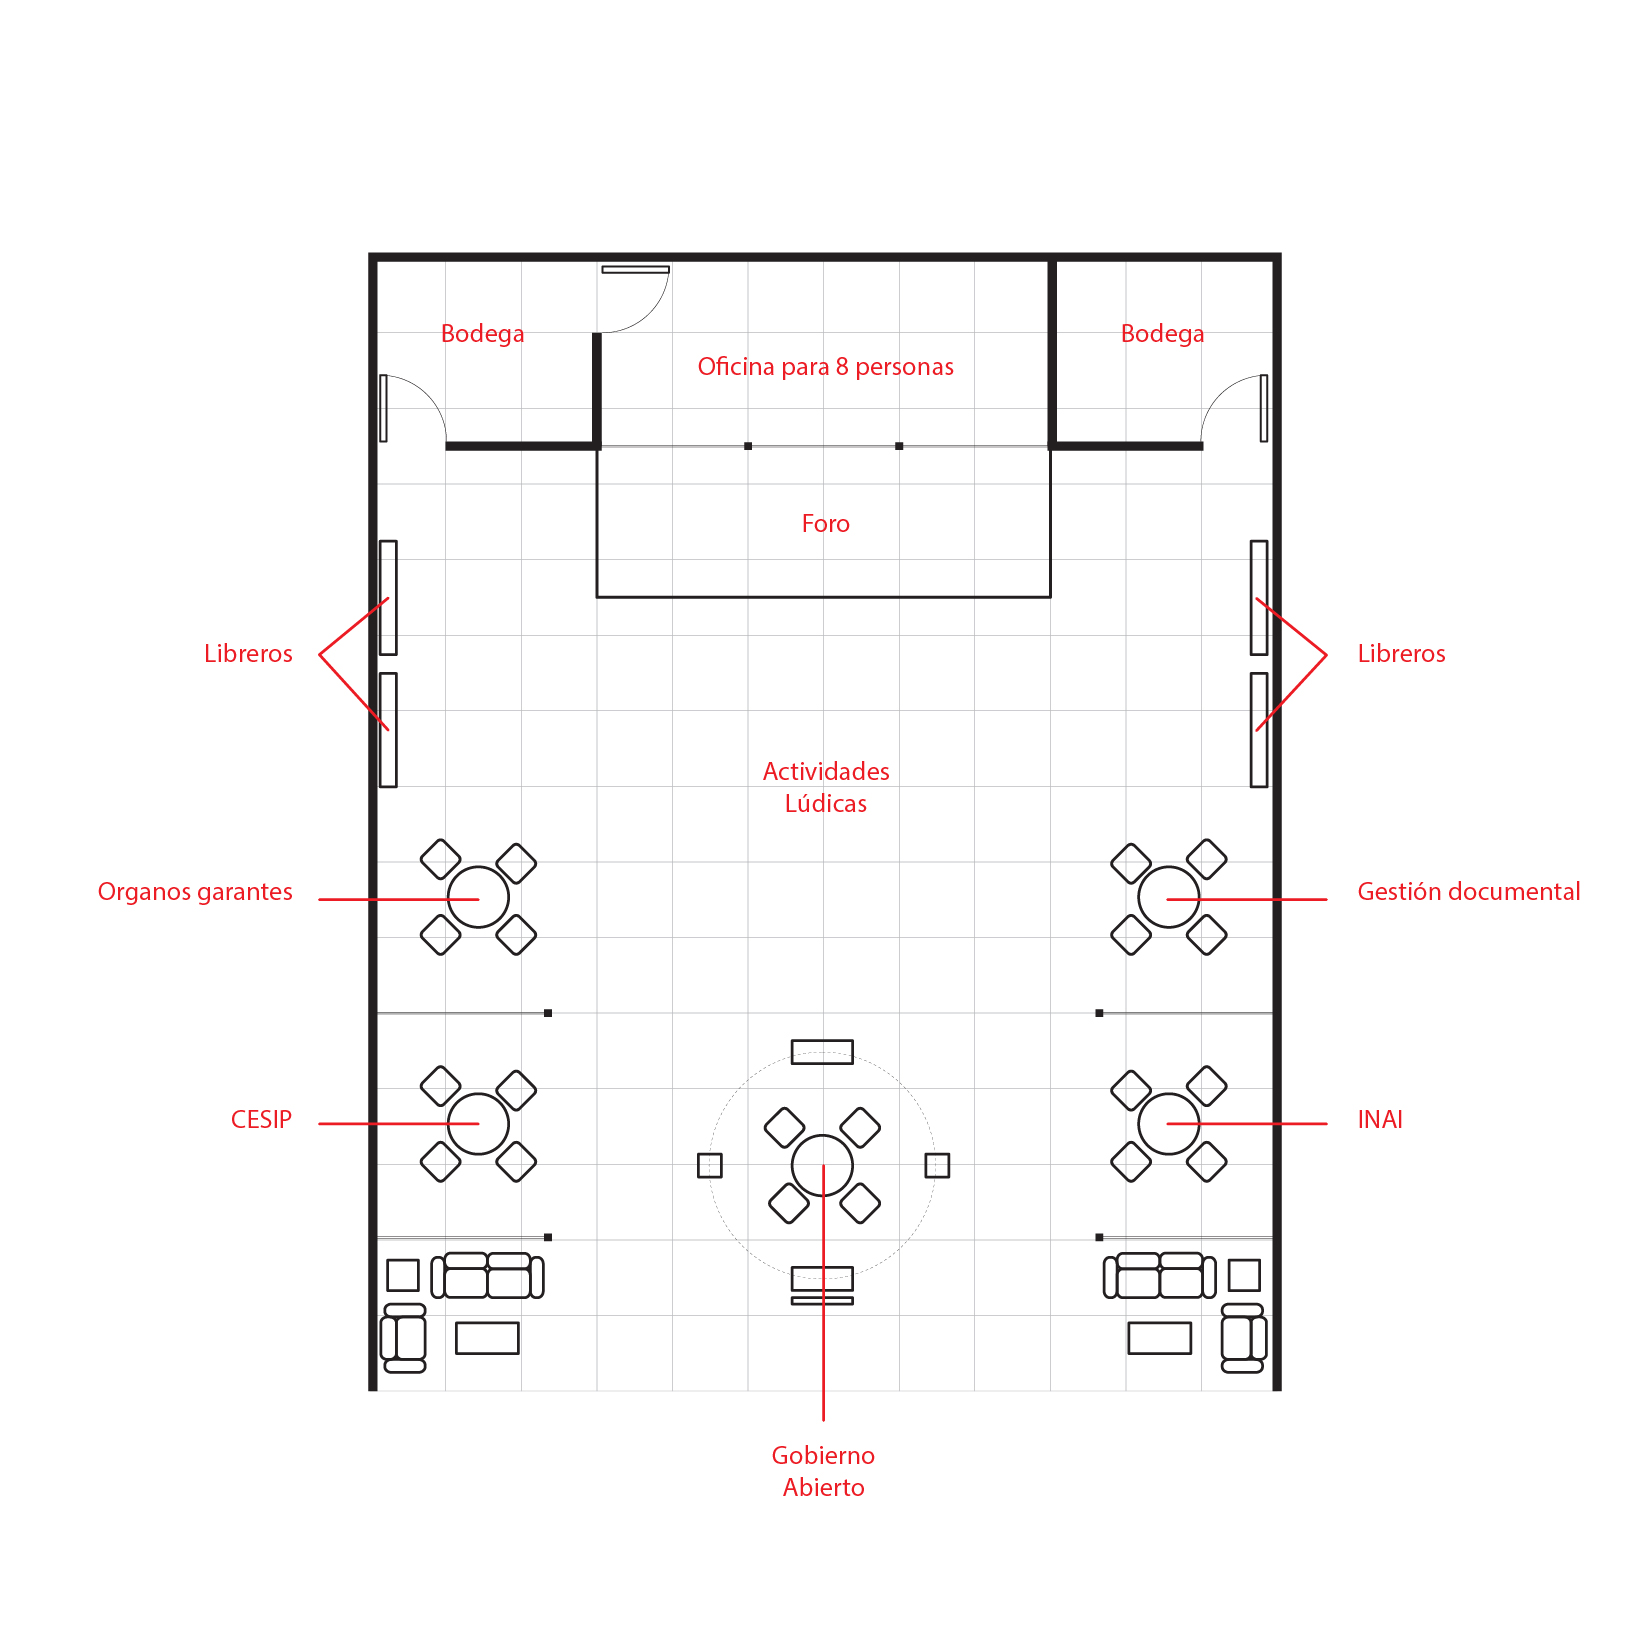 Bodega
Bodega
Oficina para 8 personas
Foro
Libreros
Libreros
Actividades
Lúdicas
Organos garantes
Gestión documental
CESIP
INAI
Gobierno
Abierto